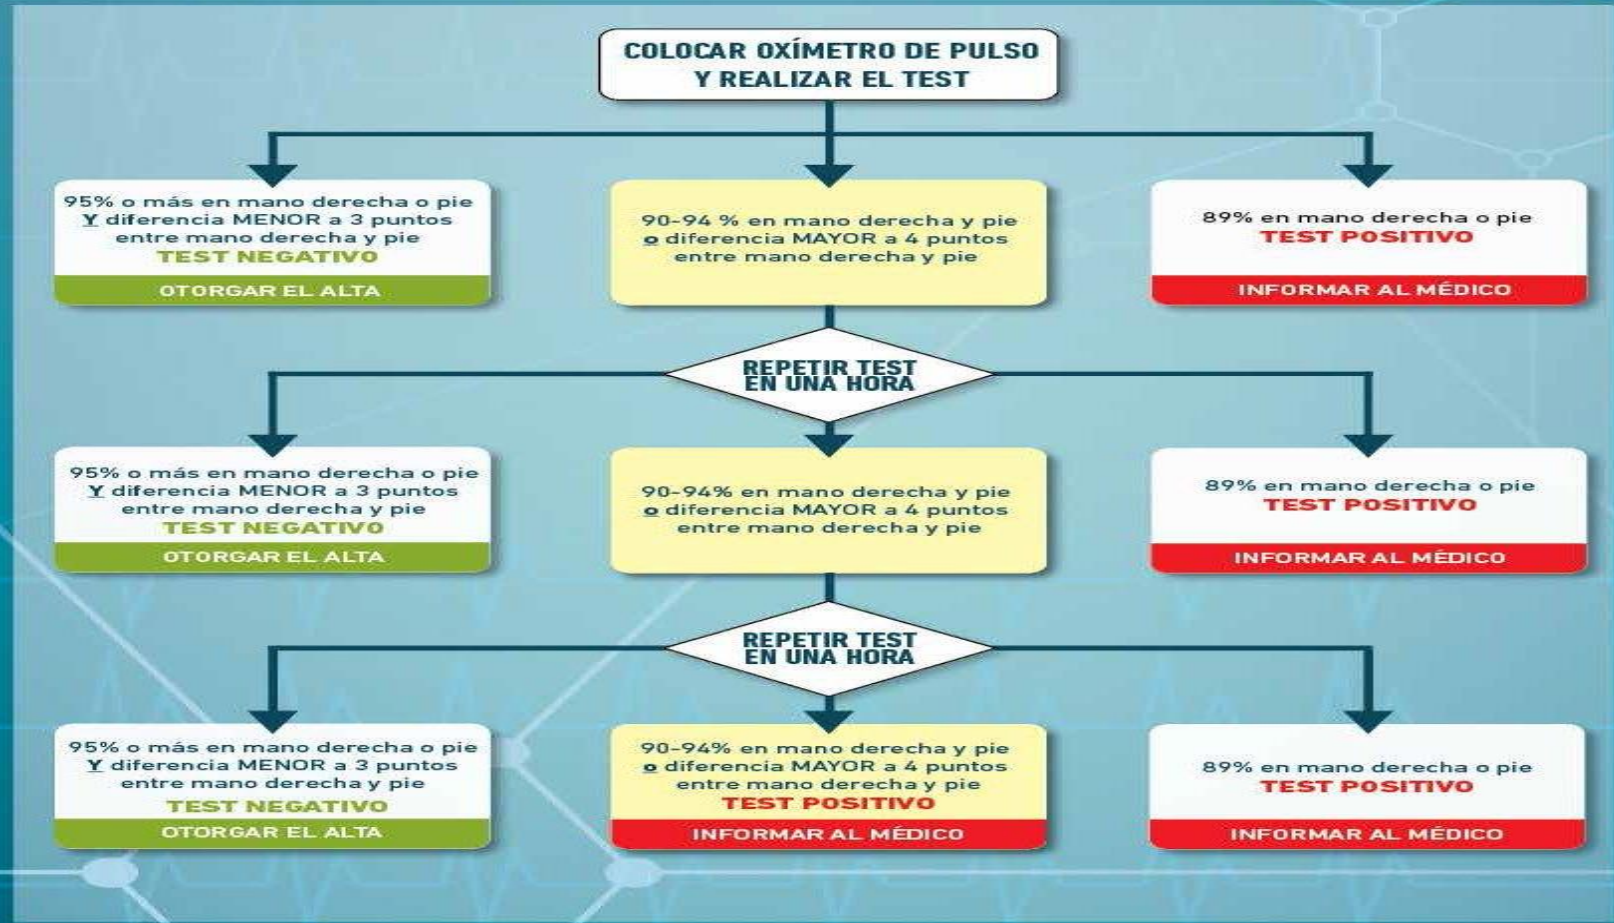 COLOCAR OXÍMETRO DE PULSO
Y REALIZAR EL TEST
95% o más en mano derecha o pie
Y diferencia MENOR a 3 puntos
entre mano derecha y pie
TEST NEGATIVO
OTORGAR EL ALTA
90-94 % en mano derecha y pie
o diferencia MAYOR a 4 puntos
entre mano derecha y pie
89% en mano derecha o pie
TEST POSITIVO
INFORMAR AL MÉDICO
REPETIR TEST
EN UNA HORA
95% o más en mano derecha o pie
Y diferencia MENOR a 3 puntos
entre mano derecha y pie
TEST NEGATIVO
OTORGAR EL ALTA
90-94% en mano derecha y pie
o diferencia MAYOR a 4 puntos
entre mano derecha y pie
89% en mano derecha o pie
TEST POSITIVO
INFORMAR AL MÉDICO
REPETIR TEST
EN UNA HORA
95% o más en mano derecha o pie
Y diferencia MENOR a 3 puntos
entre mano derecha y pie
TEST NEGATIVO
OTORGAR EL ALTA
90-94% en mano derecha y pie
o diferencia MAYOR a 4 puntos
entre mano derecha y pie
TEST POSITIVO
INFORMAR AL MÉDICO
89% en mano derecha o pie
TEST POSITIVO
INFORMAR AL MÉDICO